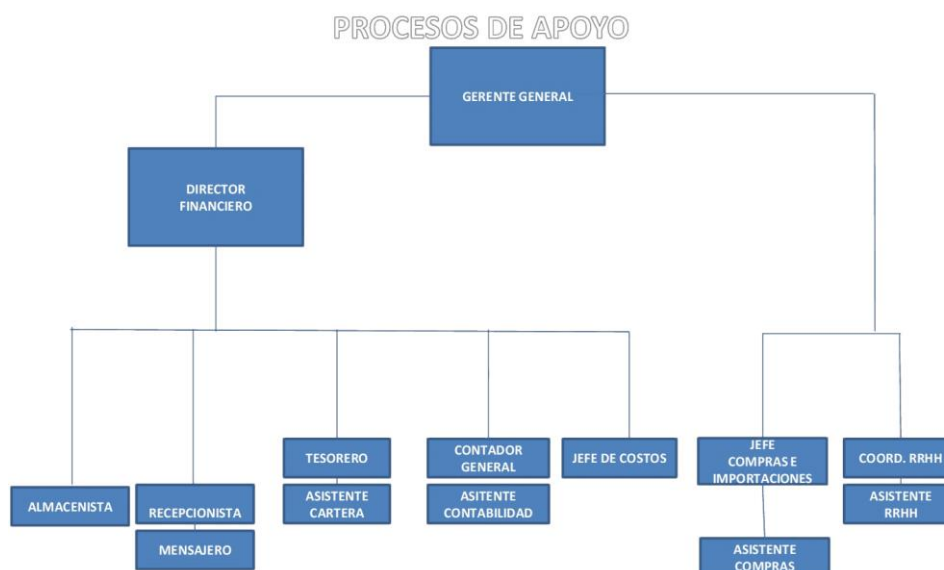 PROCESOS DE APOYO
GERENTE GENERAL
DIRECTOR
FINANCIERO
TESORERO
CONTADOR
GENERAL
JEFE DE COSTOS
JEFE
COMPRAS E
IMPORTACIONES
COORD. RRHH
ALMACENISTA
RECEPCIONISTA
ASISTENTE
CARTERA
ASITENTE
CONTABILIDAD
ASISTENTE
RRHH
MENSAJERO
ASISTENTE
COMPRAS